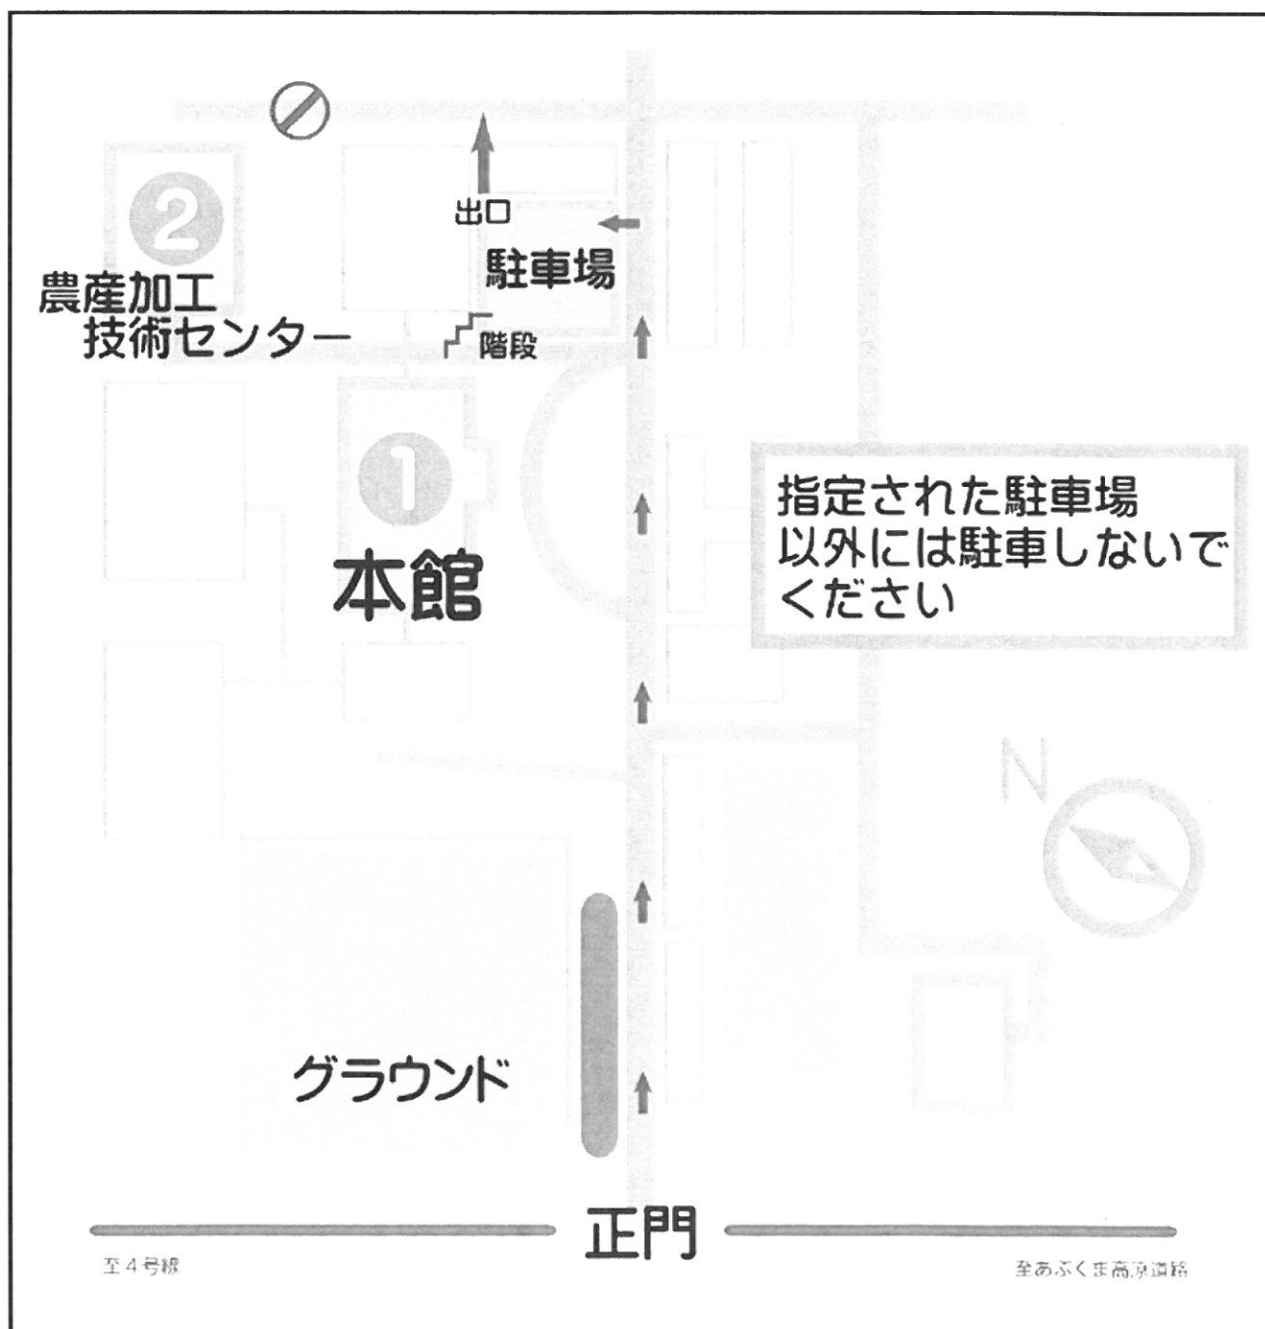 2
出口
駐車場
農産加工
技術センター
階段
1
本館
指定された駐車場
以外には駐車しないで
ください
N
グラウンド
正門
至4号線
至あぶくま高原道路